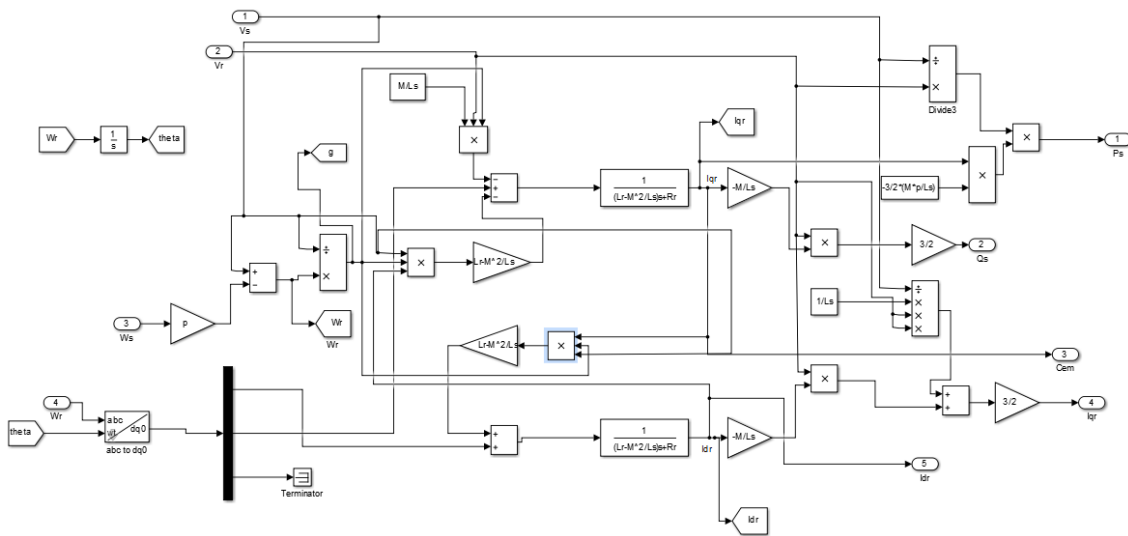 1
Vs
2
Vr
M/Ls
÷
×
Divide3
Wr
1
s
theta
Iqr
g
×
×
1
Ps
−
+
−
1
(Lr-M^2/Ls)s+Rr
Iqr
-M/Ls
×
-3/2*(M*p/Ls)
÷
×
×
Lr-M^2/Ls
×
3/2
2
Qs
+
−
3
Ws
p
Wr
Wr
1/Ls
÷
×
×
×
Lr-M^2/Ls
×
3
Cem
4
Wr
theta
abc
wt
dq0
abc to dq0
×
+
+
3/2
4
Iqr
+
+
1
(Lr-M^2/Ls)s+Rr
Idr
-M/Ls
5
Idr
Terminator
Idr